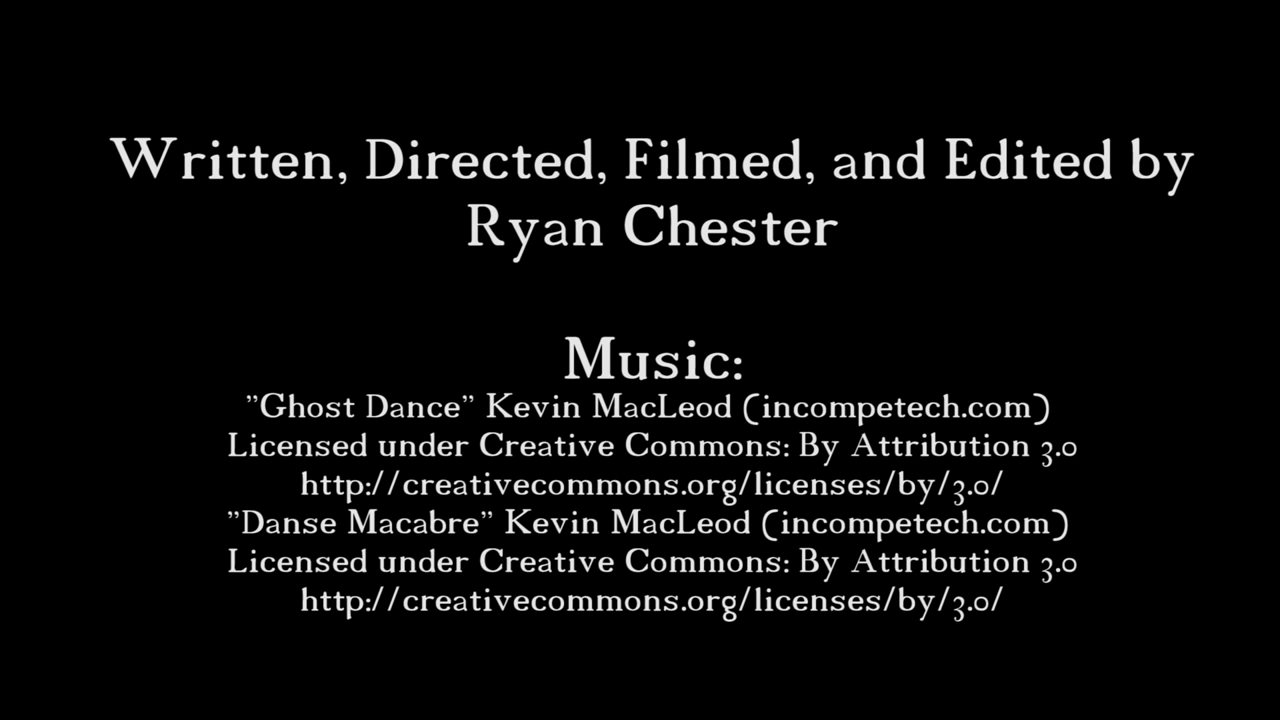 Written, Directed, Filmed, and Edited by
Ryan Chester
Music:
"Ghost Dance" Kevin MacLeod (incompetech.com)
Licensed under Creative Commons: By Attribution 3.0
http://creativecommons.org/licenses/by/3.0/
"Danse Macabre" Kevin MacLeod (incompetech.com)
Licensed under Creative Commons: By Attribution 3.0
http://creativecommons.org/licenses/by/3.0/